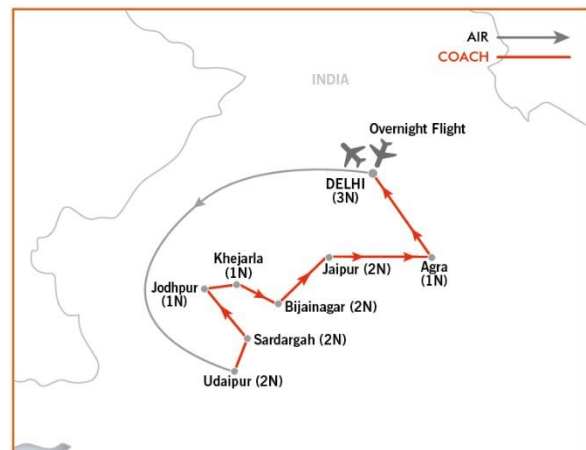 AIR
COACH
INDIA
Overnight Flight
DELHI
(3N)
Khejarla
(1N)
Jaipur (2N)
Agra
(1N)
Jodhpur
(1N)
Bijainagar (2N)
Sardargah (2N)
Udaipur (2N)